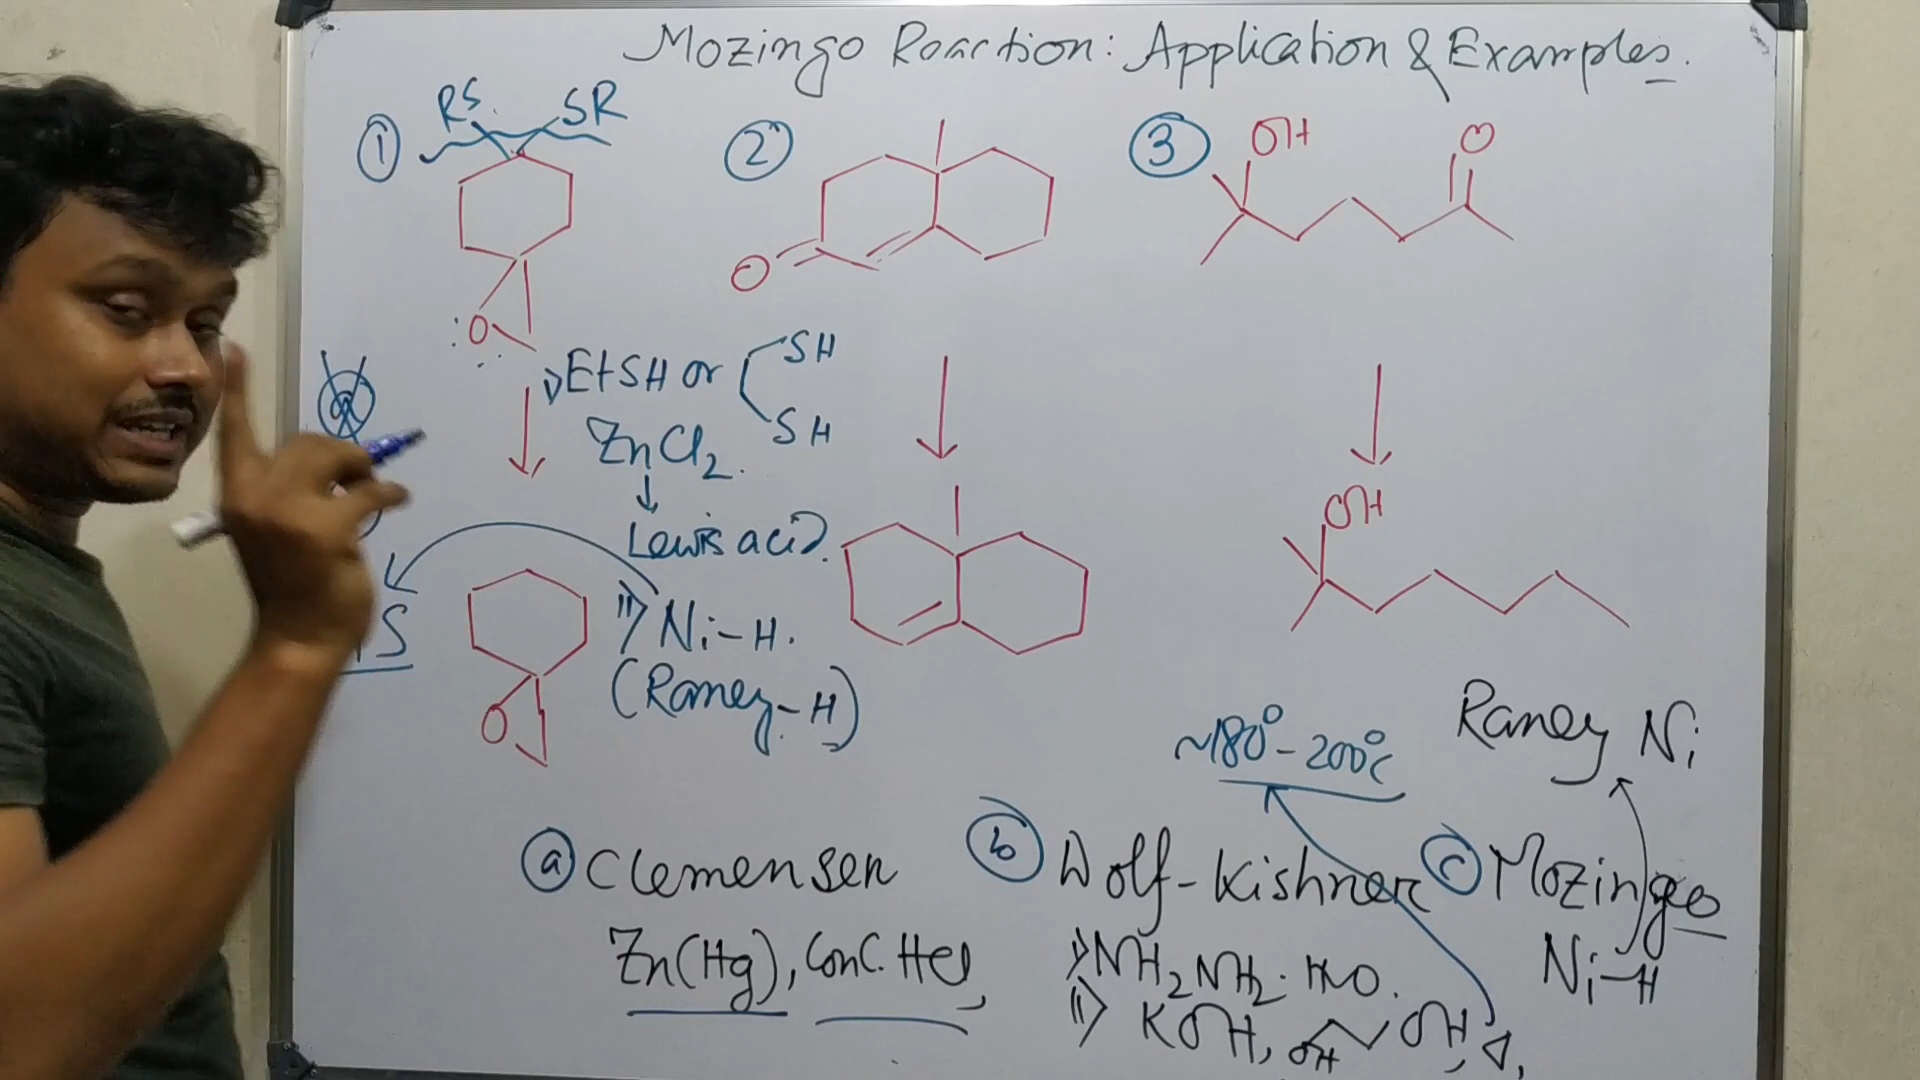 Mozingo Reaction: Application & Examples.
RS SR
①
②
③
OH
O
O
O
i) EtSH or SH
SH
ZnCl2.
Lewis acid.
OH
S
ii) Ni-H.
(Raney-H)
O
~180°-200°C
Raney Ni
ⓐ Clemensen
Zn(Hg), Conc. HCl,
ⓑ Wolf-Kishner
i) NH2NH2. H2O.
ii) KOH, OH OH, Δ,
ⓒ Mozingo
Ni-H